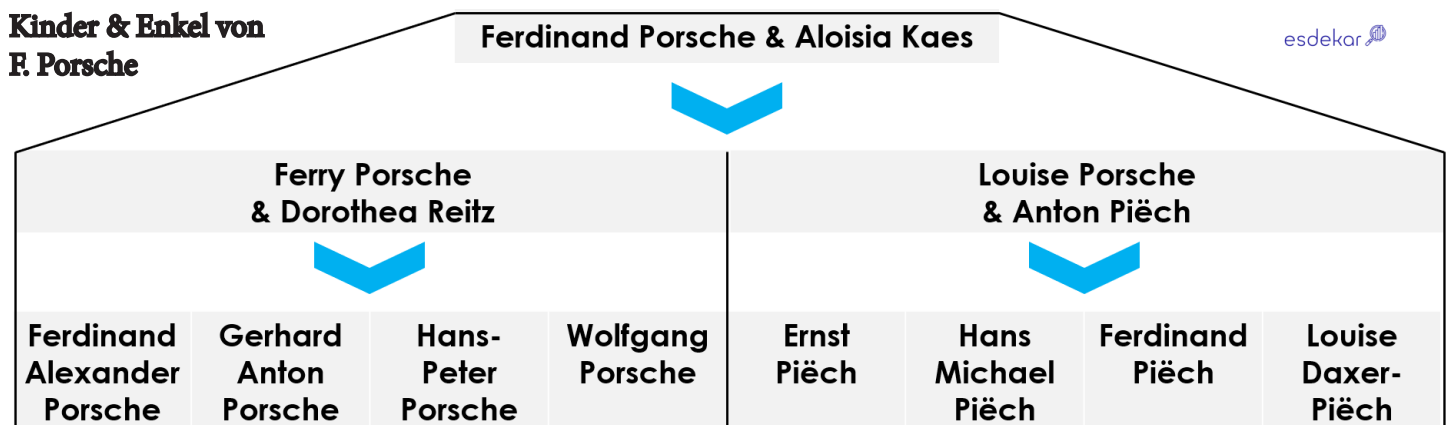 Kinder & Enkel von
F. Porsche
Ferdinand Porsche & Aloisia Kaes
esdekar
Ferry Porsche
& Dorothea Reitz
Louise Porsche
& Anton Piëch
Ferdinand
Alexander
Porsche
Gerhard
Anton
Porsche
Hans-
Peter
Porsche
Wolfgang
Porsche
Ernst
Piëch
Hans
Michael
Piëch
Ferdinand
Piëch
Louise
Daxer-
Piëch